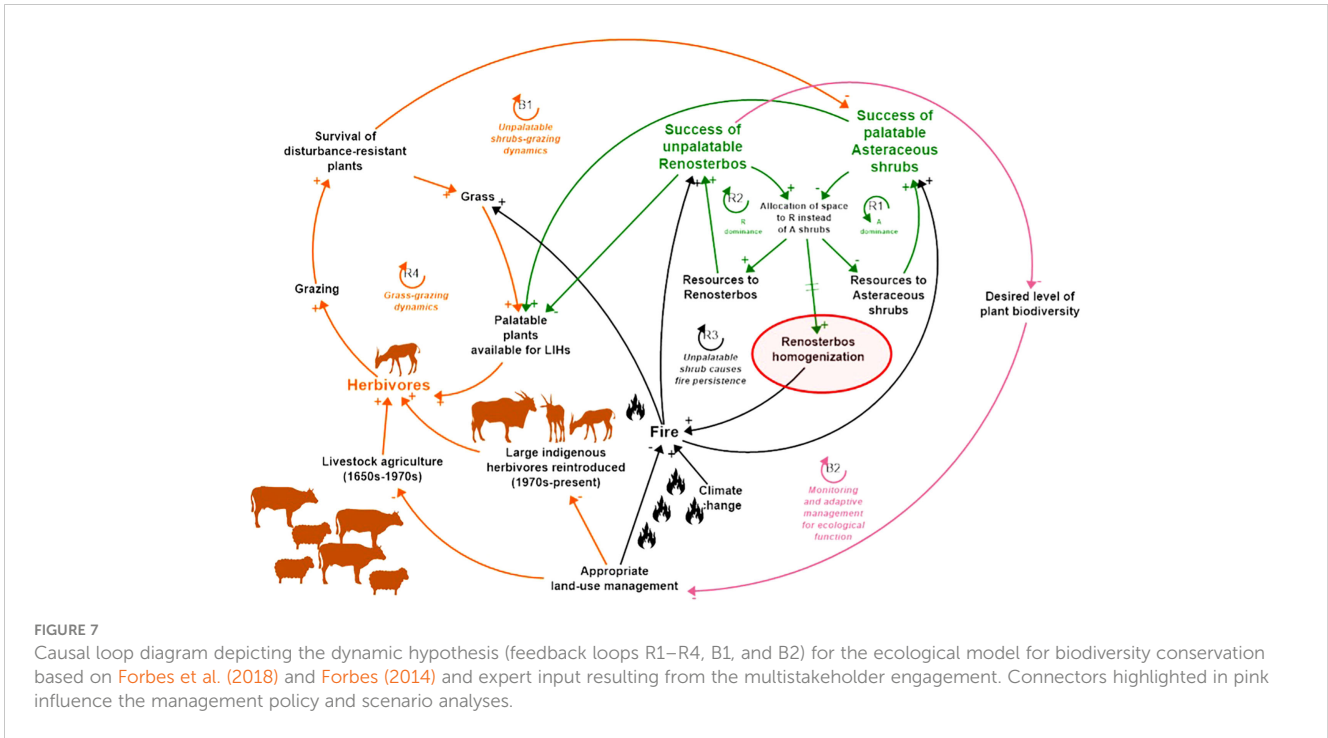 B1
Unpalatable
shrubs-grazing
dynamics
Survival of
disturbance-resistant
plants
Success of
unpalatable
Renosterbos
Success of
palatable
Asteraceous
shrubs
Grass
R2
R
dominance
Allocation of space
to R instead
of A shrubs
R1
A
dominance
Grazing
R4
Grass-grazing
dynamics
Resources to
Renosterbos
Resources to
Asteraceous
shrubs
Desired level of
plant biodiversity
Palatable
plants
available for LIHs
R3
Unpalatable
shrub causes
fire persistence
Renosterbos
homogenization
Herbivores
Fire
Livestock agriculture
(1650s-1970s)
Large indigenous
herbivores reintroduced
(1970s-present)
Climate
change
B2
Monitoring
and adaptive
management
for ecological
function
Appropriate
land-use management
FIGURE 7
Causal loop diagram depicting the dynamic hypothesis (feedback loops R1–R4, B1, and B2) for the ecological model for biodiversity conservation
based on Forbes et al. (2018) and Forbes (2014) and expert input resulting from the multistakeholder engagement. Connectors highlighted in pink
influence the management policy and scenario analyses.